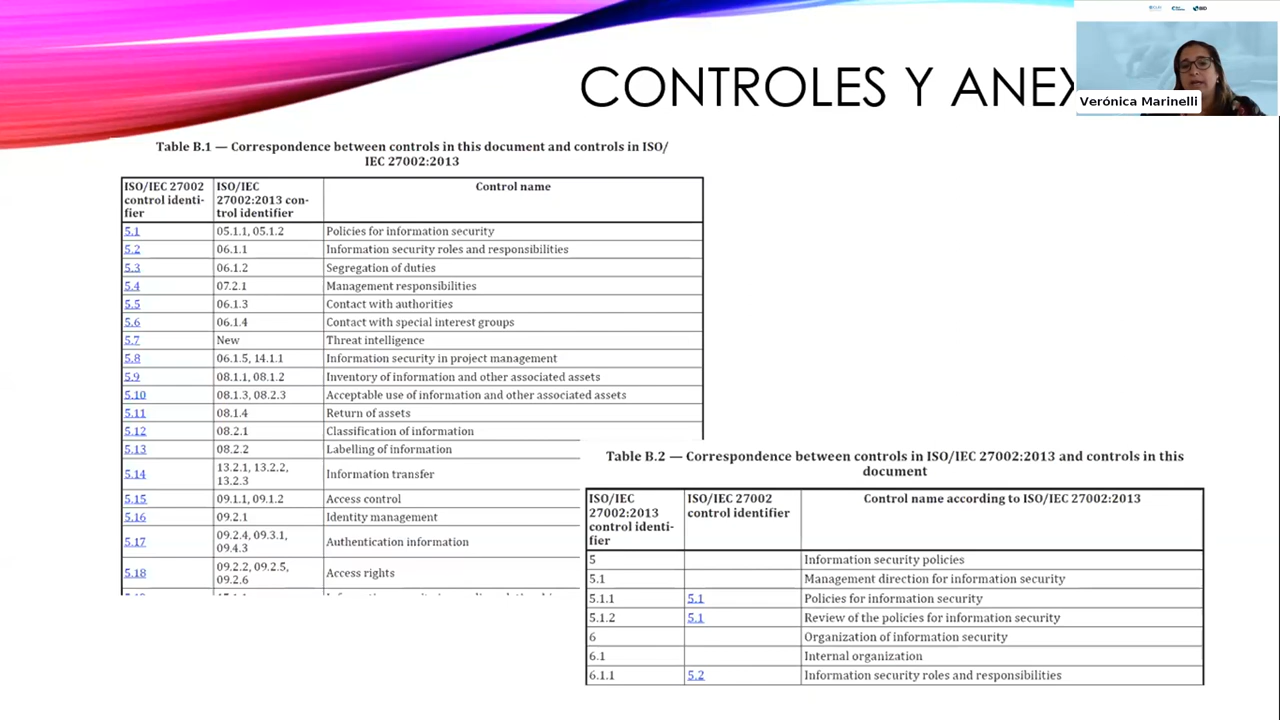 CONTROLES Y ANEX
Verónica Marinelli
Table B.1 — Correspondence between controls in this document and controls in ISO/
IEC 27002:2013
ISO/IEC 27002 control identi-fier | ISO/IEC 27002:2013 con-trol identifier | Control name
5.1 | 05.1.1, 05.1.2 | Policies for information security
5.2 | 06.1.1 | Information security roles and responsibilities
5.3 | 06.1.2 | Segregation of duties
5.4 | 07.2.1 | Management responsibilities
5.5 | 06.1.3 | Contact with authorities
5.6 | 06.1.4 | Contact with special interest groups
5.7 | New | Threat intelligence
5.8 | 06.1.5, 14.1.1 | Information security in project management
5.9 | 08.1.1, 08.1.2 | Inventory of information and other associated assets
5.10 | 08.1.3, 08.2.3 | Acceptable use of information and other associated assets
5.11 | 08.1.4 | Return of assets
5.12 | 08.2.1 | Classification of information
5.13 | 08.2.2 | Labelling of information
5.14 | 13.2.1, 13.2.2, 13.2.3 | Information transfer
5.15 | 09.1.1, 09.1.2 | Access control
5.16 | 09.2.1 | Identity management
5.17 | 09.2.4, 09.3.1, 09.4.3 | Authentication information
5.18 | 09.2.2, 09.2.5, 09.2.6 | Access rights
Table B.2 — Correspondence between controls in ISO/IEC 27002:2013 and controls in this
document
ISO/IEC 27002:2013 control identi-fier | ISO/IEC 27002 control identifier | Control name according to ISO/IEC 27002:2013
5 | | Information security policies
5.1 | | Management direction for information security
5.1.1 | 5.1 | Policies for information security
5.1.2 | 5.1 | Review of the policies for information security
6 | | Organization of information security
6.1 | | Internal organization
6.1.1 | 5.2 | Information security roles and responsibilities